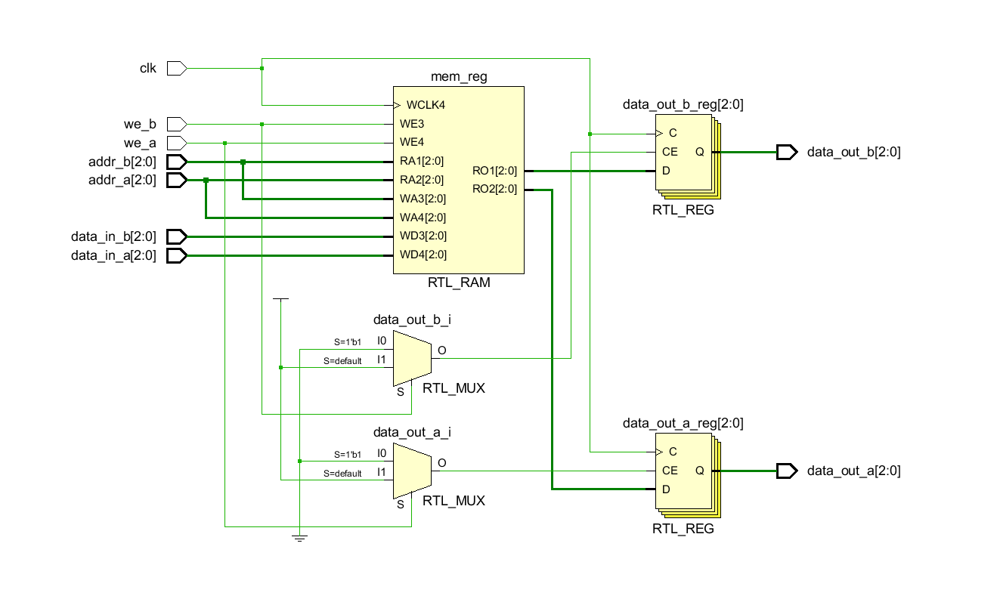 clk
we_b
we_a
addr_b[2:0]
addr_a[2:0]
data_in_b[2:0]
data_in_a[2:0]
mem_reg
WCLK4
WE3
WE4
RA1[2:0]
RA2[2:0]
WA3[2:0]
WA4[2:0]
WD3[2:0]
WD4[2:0]
RO1[2:0]
RO2[2:0]
RTL_RAM
data_out_b_reg[2:0]
C
CE
D
Q
RTL_REG
data_out_b[2:0]
data_out_b_i
S=1'b1 I0
S=default I1
O
S
RTL_MUX
data_out_a_i
S=1'b1 I0
S=default I1
O
S
RTL_MUX
data_out_a_reg[2:0]
C
CE
D
Q
RTL_REG
data_out_a[2:0]